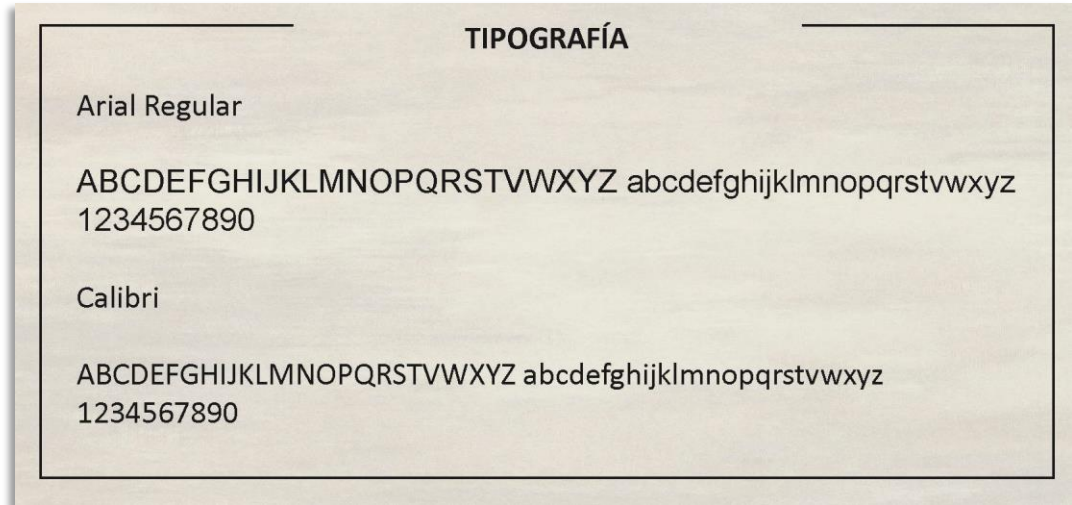 TIPOGRAFÍA
Arial Regular
ABCDEFGHIJKLMNOPQRSTVWXYZ abcdefghijklmnopqrstvwxyz
1234567890
Calibri
ABCDEFGHIJKLMNOPQRSTVWXYZ abcdefghijklmnopqrstvwxyz
1234567890